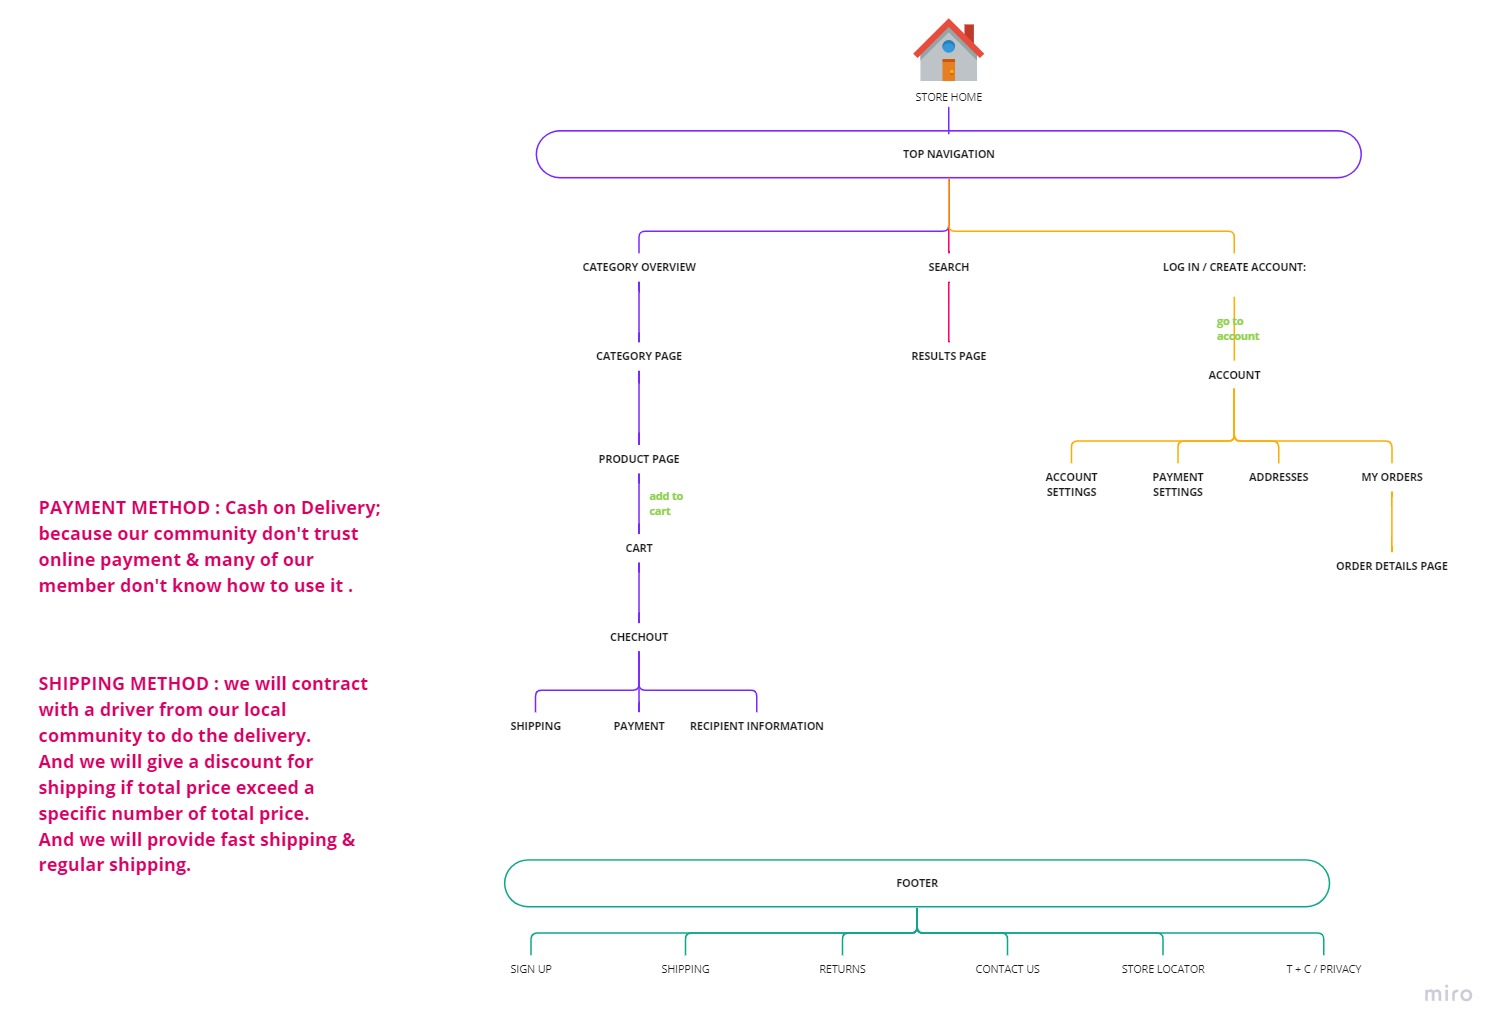 STORE HOME
TOP NAVIGATION
CATEGORY OVERVIEW
SEARCH
LOG IN / CREATE ACCOUNT:
go to
account
CATEGORY PAGE
RESULTS PAGE
ACCOUNT
PRODUCT PAGE
ACCOUNT
SETTINGS
PAYMENT
SETTINGS
ADDRESSES
MY ORDERS
add to
cart
CART
ORDER DETAILS PAGE
CHECHOUT
SHIPPING
PAYMENT
RECIPIENT INFORMATION
PAYMENT METHOD : Cash on Delivery;
because our community don't trust
online payment & many of our
member don't know how to use it .
SHIPPING METHOD : we will contract
with a driver from our local
community to do the delivery.
And we will give a discount for
shipping if total price exceed a
specific number of total price.
And we will provide fast shipping &
regular shipping.
FOOTER
SIGN UP
SHIPPING
RETURNS
CONTACT US
STORE LOCATOR
T + C / PRIVACY
miro